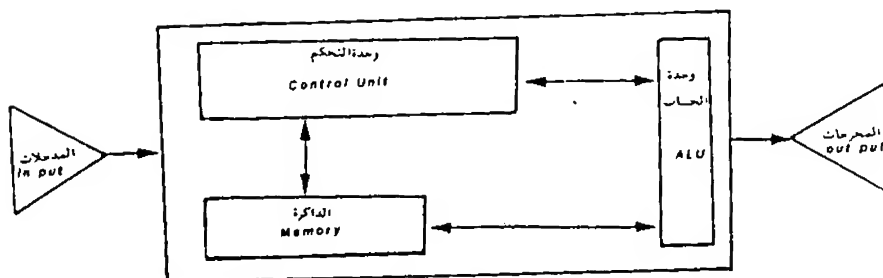 وحدة التحكم
Control Unit
وحدة
الحساب
ALU
المدخلات
In put
المخرجات
out put
الذاكرة
Memory